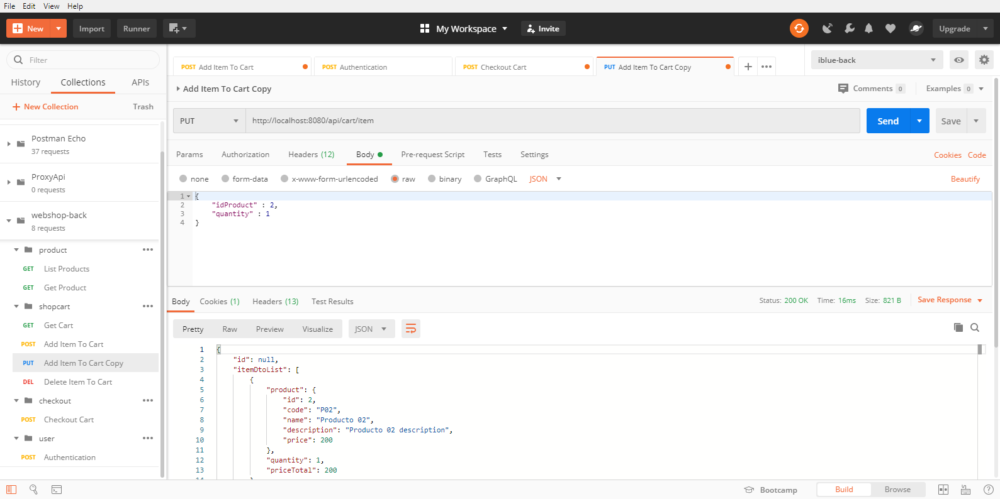 File Edit View Help
New Import Runner My Workspace Invite Upgrade
Filter
History Collections APIs
New Collection Trash
Postman Echo
37 requests
ProxyApi
0 requests
webshop-back
8 requests
product
GET List Products
GET Get Product
shopcart
GET Get Cart
POST Add Item To Cart
PUT Add Item To Cart Copy
DEL Delete Item To Cart
checkout
POST Checkout Cart
user
POST Authentication
POST Add Item To Cart POST Authentication POST Checkout Cart PUT Add Item To Cart Copy iblue-back
Add Item To Cart Copy Comments 0 Examples 0
PUT http://localhost:8080/api/cart/item Send Save
Params Authorization Headers (12) Body Pre-request Script Tests Settings Cookies Code
none form-data x-www-form-urlencoded raw binary GraphQL JSON Beautify
1 {
2 "idProduct" : 2,
3 "quantity" : 1
4 }
Body Cookies (1) Headers (13) Test Results Status: 200 OK Time: 16ms Size: 821 B Save Response
Pretty Raw Preview Visualize JSON
1 {
2 "id": null,
3 "itemDtoList": [
4 {
5 "product": {
6 "id": 2,
7 "code": "P02",
8 "name": "Producto 02",
9 "description": "Producto 02 description",
10 "price": 200
11 },
12 "quantity": 1,
13 "priceTotal": 200
Bootcamp Build Browse